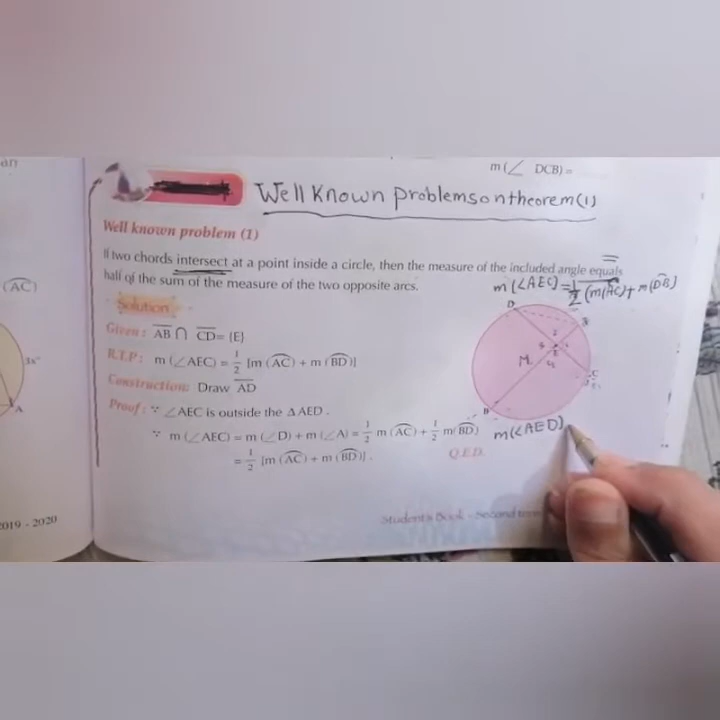 m(∠ DCB) =
Well Known Problems on theorem (1)
Well known problem (1)
If two chords intersect at a point inside a circle, then the measure of the included angle equals
half of the sum of the measure of the two opposite arcs.
m(∠AEC) = 1/2 (m(AC) + m(DB)
Solution
Given: AB ∩ CD = {E}
R.T.P: m (∠AEC) = 1/2 [m (AC) + m (BD)]
Construction: Draw AD
Proof: ∵ ∠AEC is outside the Δ AED .
∵ m (∠AEC) = m (∠D) + m (∠A) = 1/2 m (AC) + 1/2 m(BD)
= 1/2 [m (AC) + m (BD)] .
Q.E.D.
D
M
E
C
B
m(∠AED)
Student's Book - Second term
(AC)
A
2019 - 2020